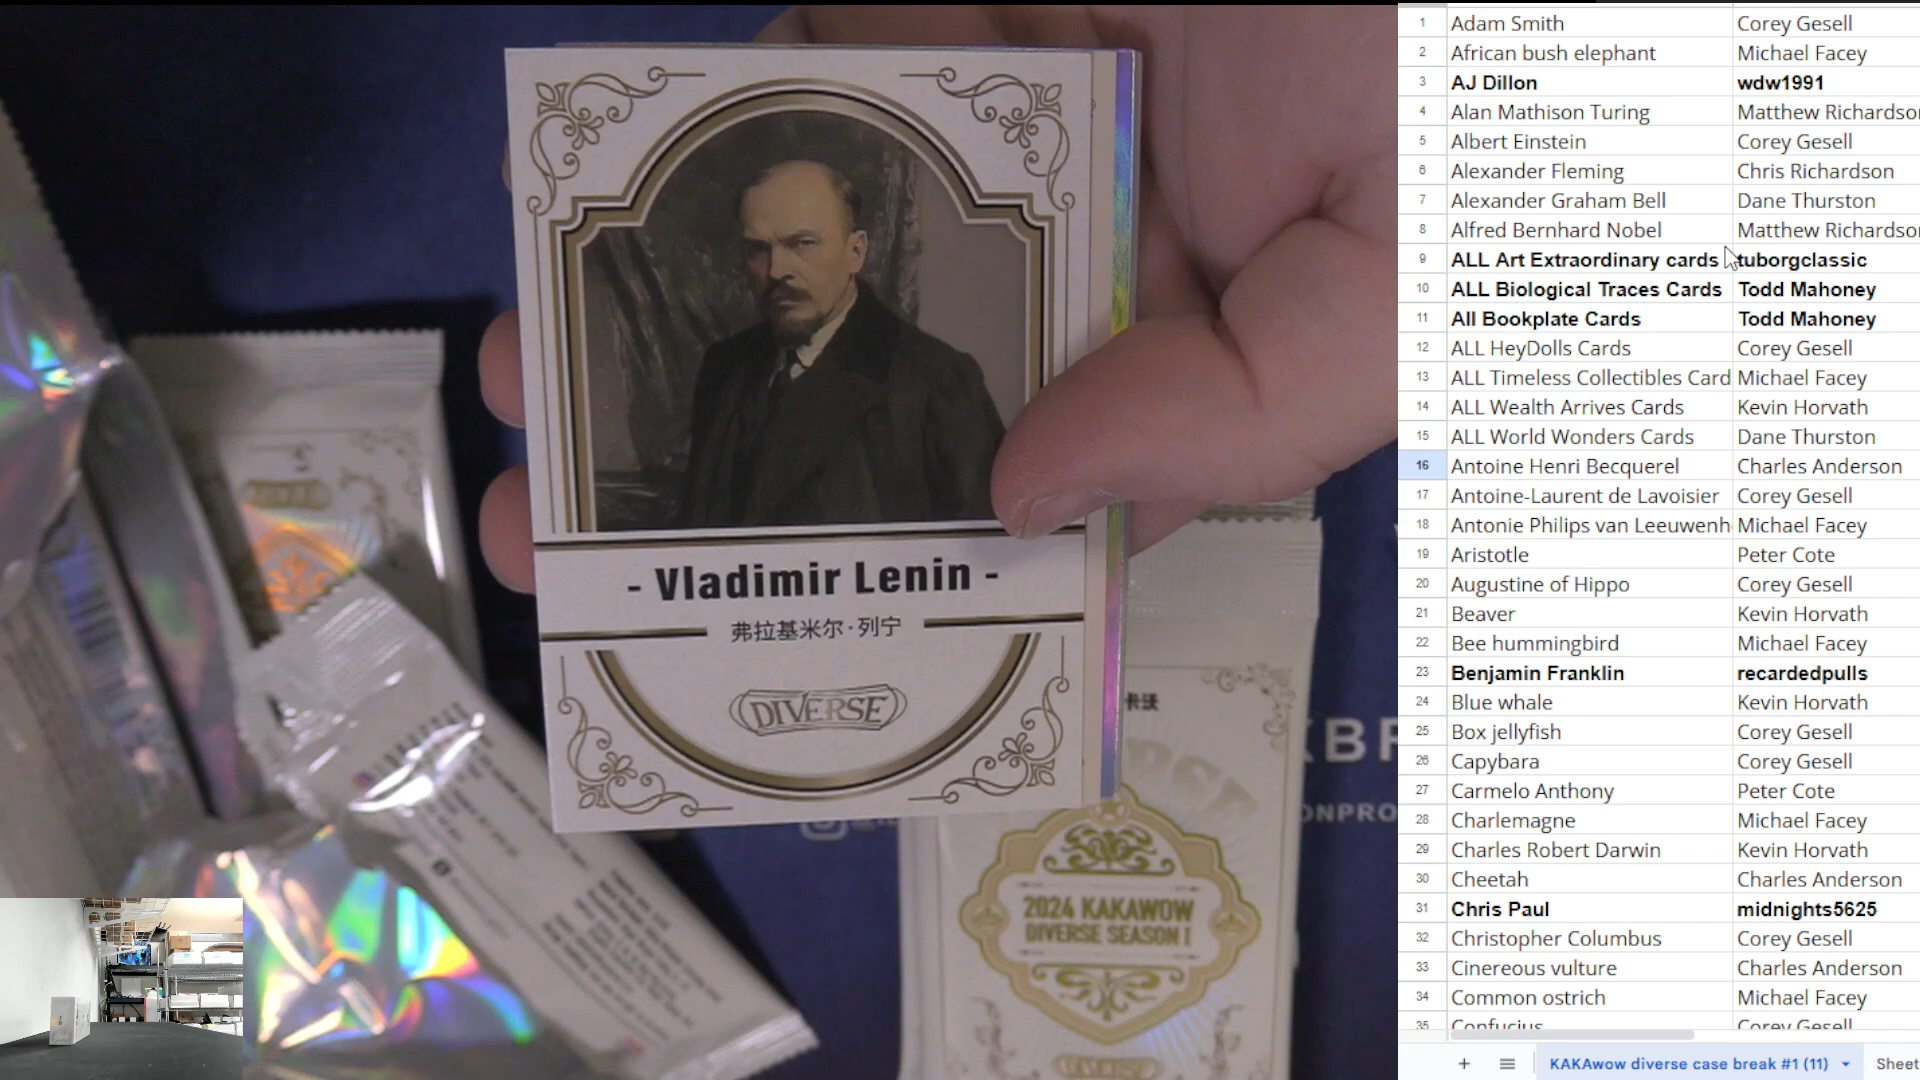 - Vladimir Lenin -
弗拉基米尔·列宁
DIVERSE
卡沃
2024 KAKAWOW
DIVERSE SEASON 1
1 Adam Smith Corey Gesell
2 African bush elephant Michael Facey
3 AJ Dillon wdw1991
4 Alan Mathison Turing Matthew Richardso
5 Albert Einstein Corey Gesell
6 Alexander Fleming Chris Richardson
7 Alexander Graham Bell Dane Thurston
8 Alfred Bernhard Nobel Matthew Richardso
9 ALL Art Extraordinary cards tuborgclassic
10 ALL Biological Traces Cards Todd Mahoney
11 All Bookplate Cards Todd Mahoney
12 ALL HeyDolls Cards Corey Gesell
13 ALL Timeless Collectibles Card Michael Facey
14 ALL Wealth Arrives Cards Kevin Horvath
15 ALL World Wonders Cards Dane Thurston
16 Antoine Henri Becquerel Charles Anderson
17 Antoine-Laurent de Lavoisier Corey Gesell
18 Antonie Philips van Leeuwenh Michael Facey
19 Aristotle Peter Cote
20 Augustine of Hippo Corey Gesell
21 Beaver Kevin Horvath
22 Bee hummingbird Michael Facey
23 Benjamin Franklin recardedpulls
24 Blue whale Kevin Horvath
25 Box jellyfish Corey Gesell
26 Capybara Corey Gesell
27 Carmelo Anthony Peter Cote
28 Charlemagne Michael Facey
29 Charles Robert Darwin Kevin Horvath
30 Cheetah Charles Anderson
31 Chris Paul midnights5625
32 Christopher Columbus Corey Gesell
33 Cinereous vulture Charles Anderson
34 Common ostrich Michael Facey
35 Confucius Corey Gesell
+ KAKAwow diverse case break #1 (11) Sheet